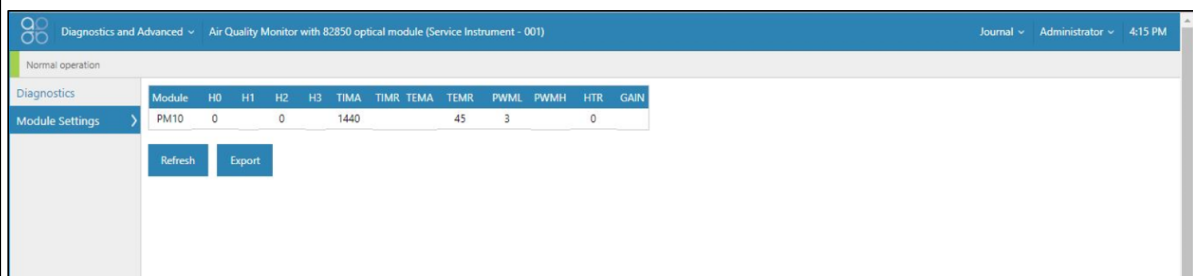 Diagnostics and Advanced Air Quality Monitor with 82850 optical module (Service Instrument - 001) Journal Administrator 4:15 PM
Normal operation
Diagnostics
Module Settings
Module H0 H1 H2 H3 TIMA TIMR TEMA TEMR PWML PWMH HTR GAIN
PM10 0 0 1440 45 3 0
Refresh Export